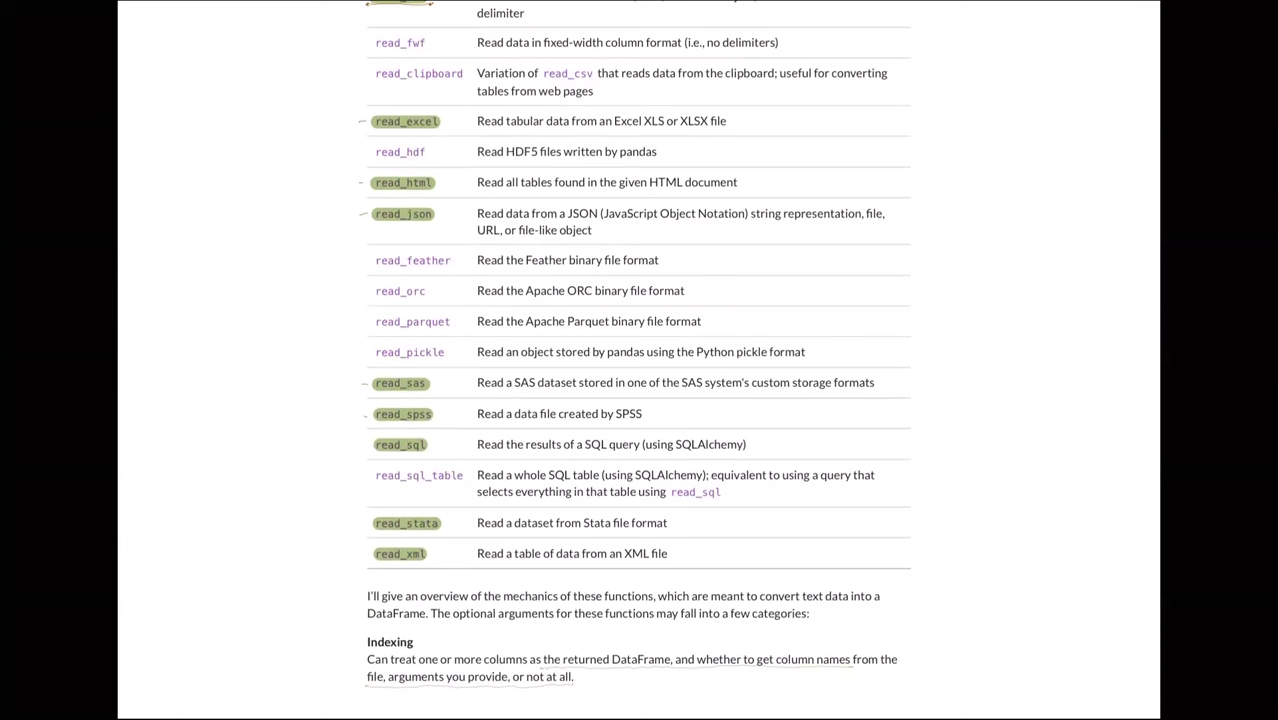 delimiter
read_fwf Read data in fixed-width column format (i.e., no delimiters)
read_clipboard Variation of read_csv that reads data from the clipboard; useful for converting
tables from web pages
read_excel Read tabular data from an Excel XLS or XLSX file
read_hdf Read HDF5 files written by pandas
read_html Read all tables found in the given HTML document
read_json Read data from a JSON (JavaScript Object Notation) string representation, file,
URL, or file-like object
read_feather Read the Feather binary file format
read_orc Read the Apache ORC binary file format
read_parquet Read the Apache Parquet binary file format
read_pickle Read an object stored by pandas using the Python pickle format
read_sas Read a SAS dataset stored in one of the SAS system's custom storage formats
read_spss Read a data file created by SPSS
read_sql Read the results of a SQL query (using SQLAlchemy)
read_sql_table Read a whole SQL table (using SQLAlchemy); equivalent to using a query that
selects everything in that table using read_sql
read_stata Read a dataset from Stata file format
read_xml Read a table of data from an XML file
I'll give an overview of the mechanics of these functions, which are meant to convert text data into a
DataFrame. The optional arguments for these functions may fall into a few categories:
Indexing
Can treat one or more columns as the returned DataFrame, and whether to get column names from the
file, arguments you provide, or not at all.